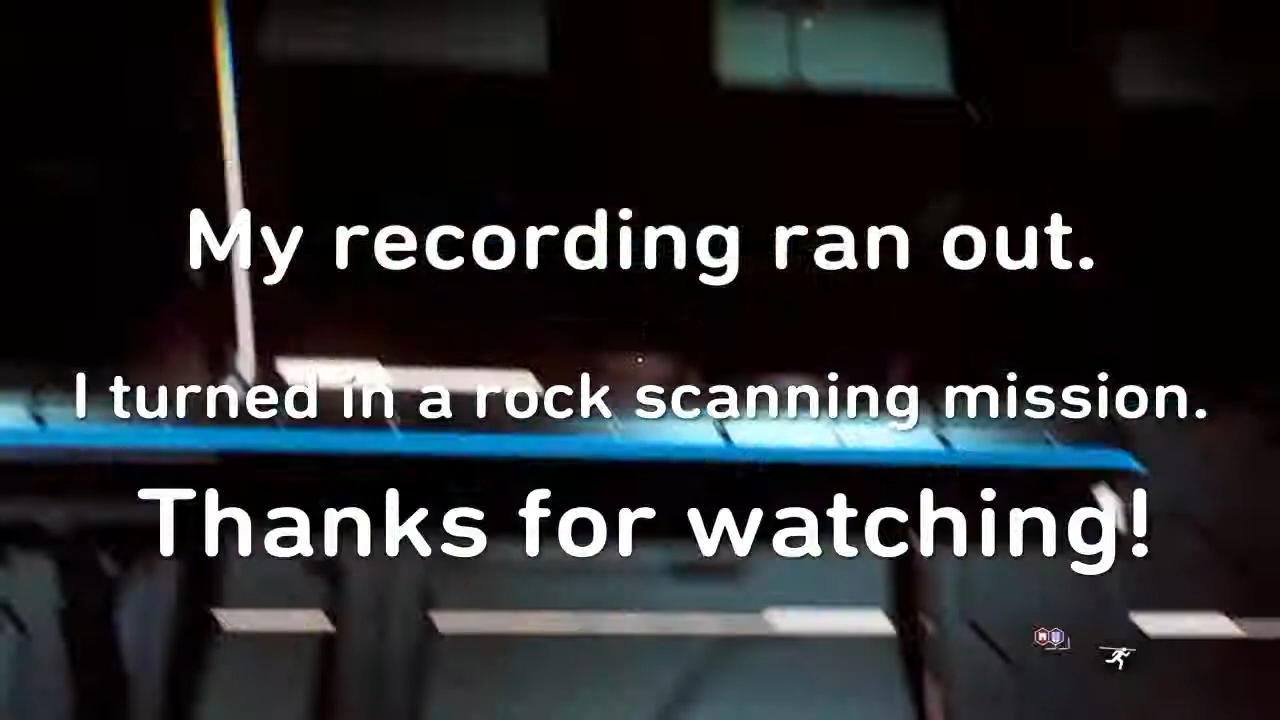 My recording ran out.
I turned in a rock scanning mission.
Thanks for watching!